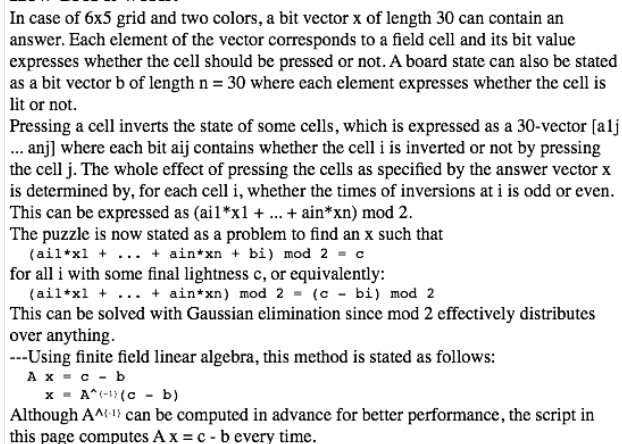 In case of 6x5 grid and two colors, a bit vector x of length 30 can contain an
answer. Each element of the vector corresponds to a field cell and its bit value
expresses whether the cell should be pressed or not. A board state can also be stated
as a bit vector b of length n = 30 where each element expresses whether the cell is
lit or not.
Pressing a cell inverts the state of some cells, which is expressed as a 30-vector [a1j
... anj] where each bit aij contains whether the cell i is inverted or not by pressing
the cell j. The whole effect of pressing the cells as specified by the answer vector x
is determined by, for each cell i, whether the times of inversions at i is odd or even.
This can be expressed as (ai1*x1 + ... + ain*xn) mod 2.
The puzzle is now stated as a problem to find an x such that
(ai1*x1 + ... + ain*xn + bi) mod 2 = c
for all i with some final lightness c, or equivalently:
(ai1*x1 + ... + ain*xn) mod 2 = (c - bi) mod 2
This can be solved with Gaussian elimination since mod 2 effectively distributes
over anything.
---Using finite field linear algebra, this method is stated as follows:
A x = c - b
x = A^(-1)(c - b)
Although A^{-1} can be computed in advance for better performance, the script in
this page computes A x = c - b every time.